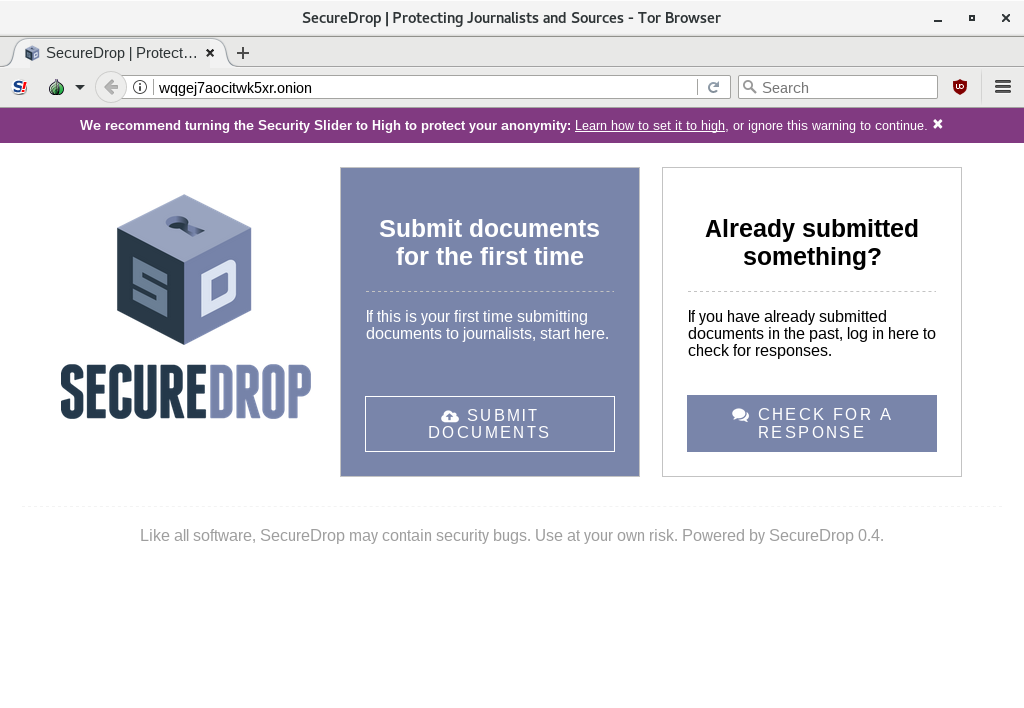 SecureDrop | Protecting Journalists and Sources - Tor Browser
SecureDrop | Protect…
S!
wqgej7aocitwk5xr.onion
Search
We recommend turning the Security Slider to High to protect your anonymity: Learn how to set it to high, or ignore this warning to continue.
S D
SECUREDROP
Submit documents
for the first time
If this is your first time submitting
documents to journalists, start here.
SUBMIT
DOCUMENTS
Already submitted
something?
If you have already submitted
documents in the past, log in here to
check for responses.
CHECK FOR A
RESPONSE
Like all software, SecureDrop may contain security bugs. Use at your own risk. Powered by SecureDrop 0.4.